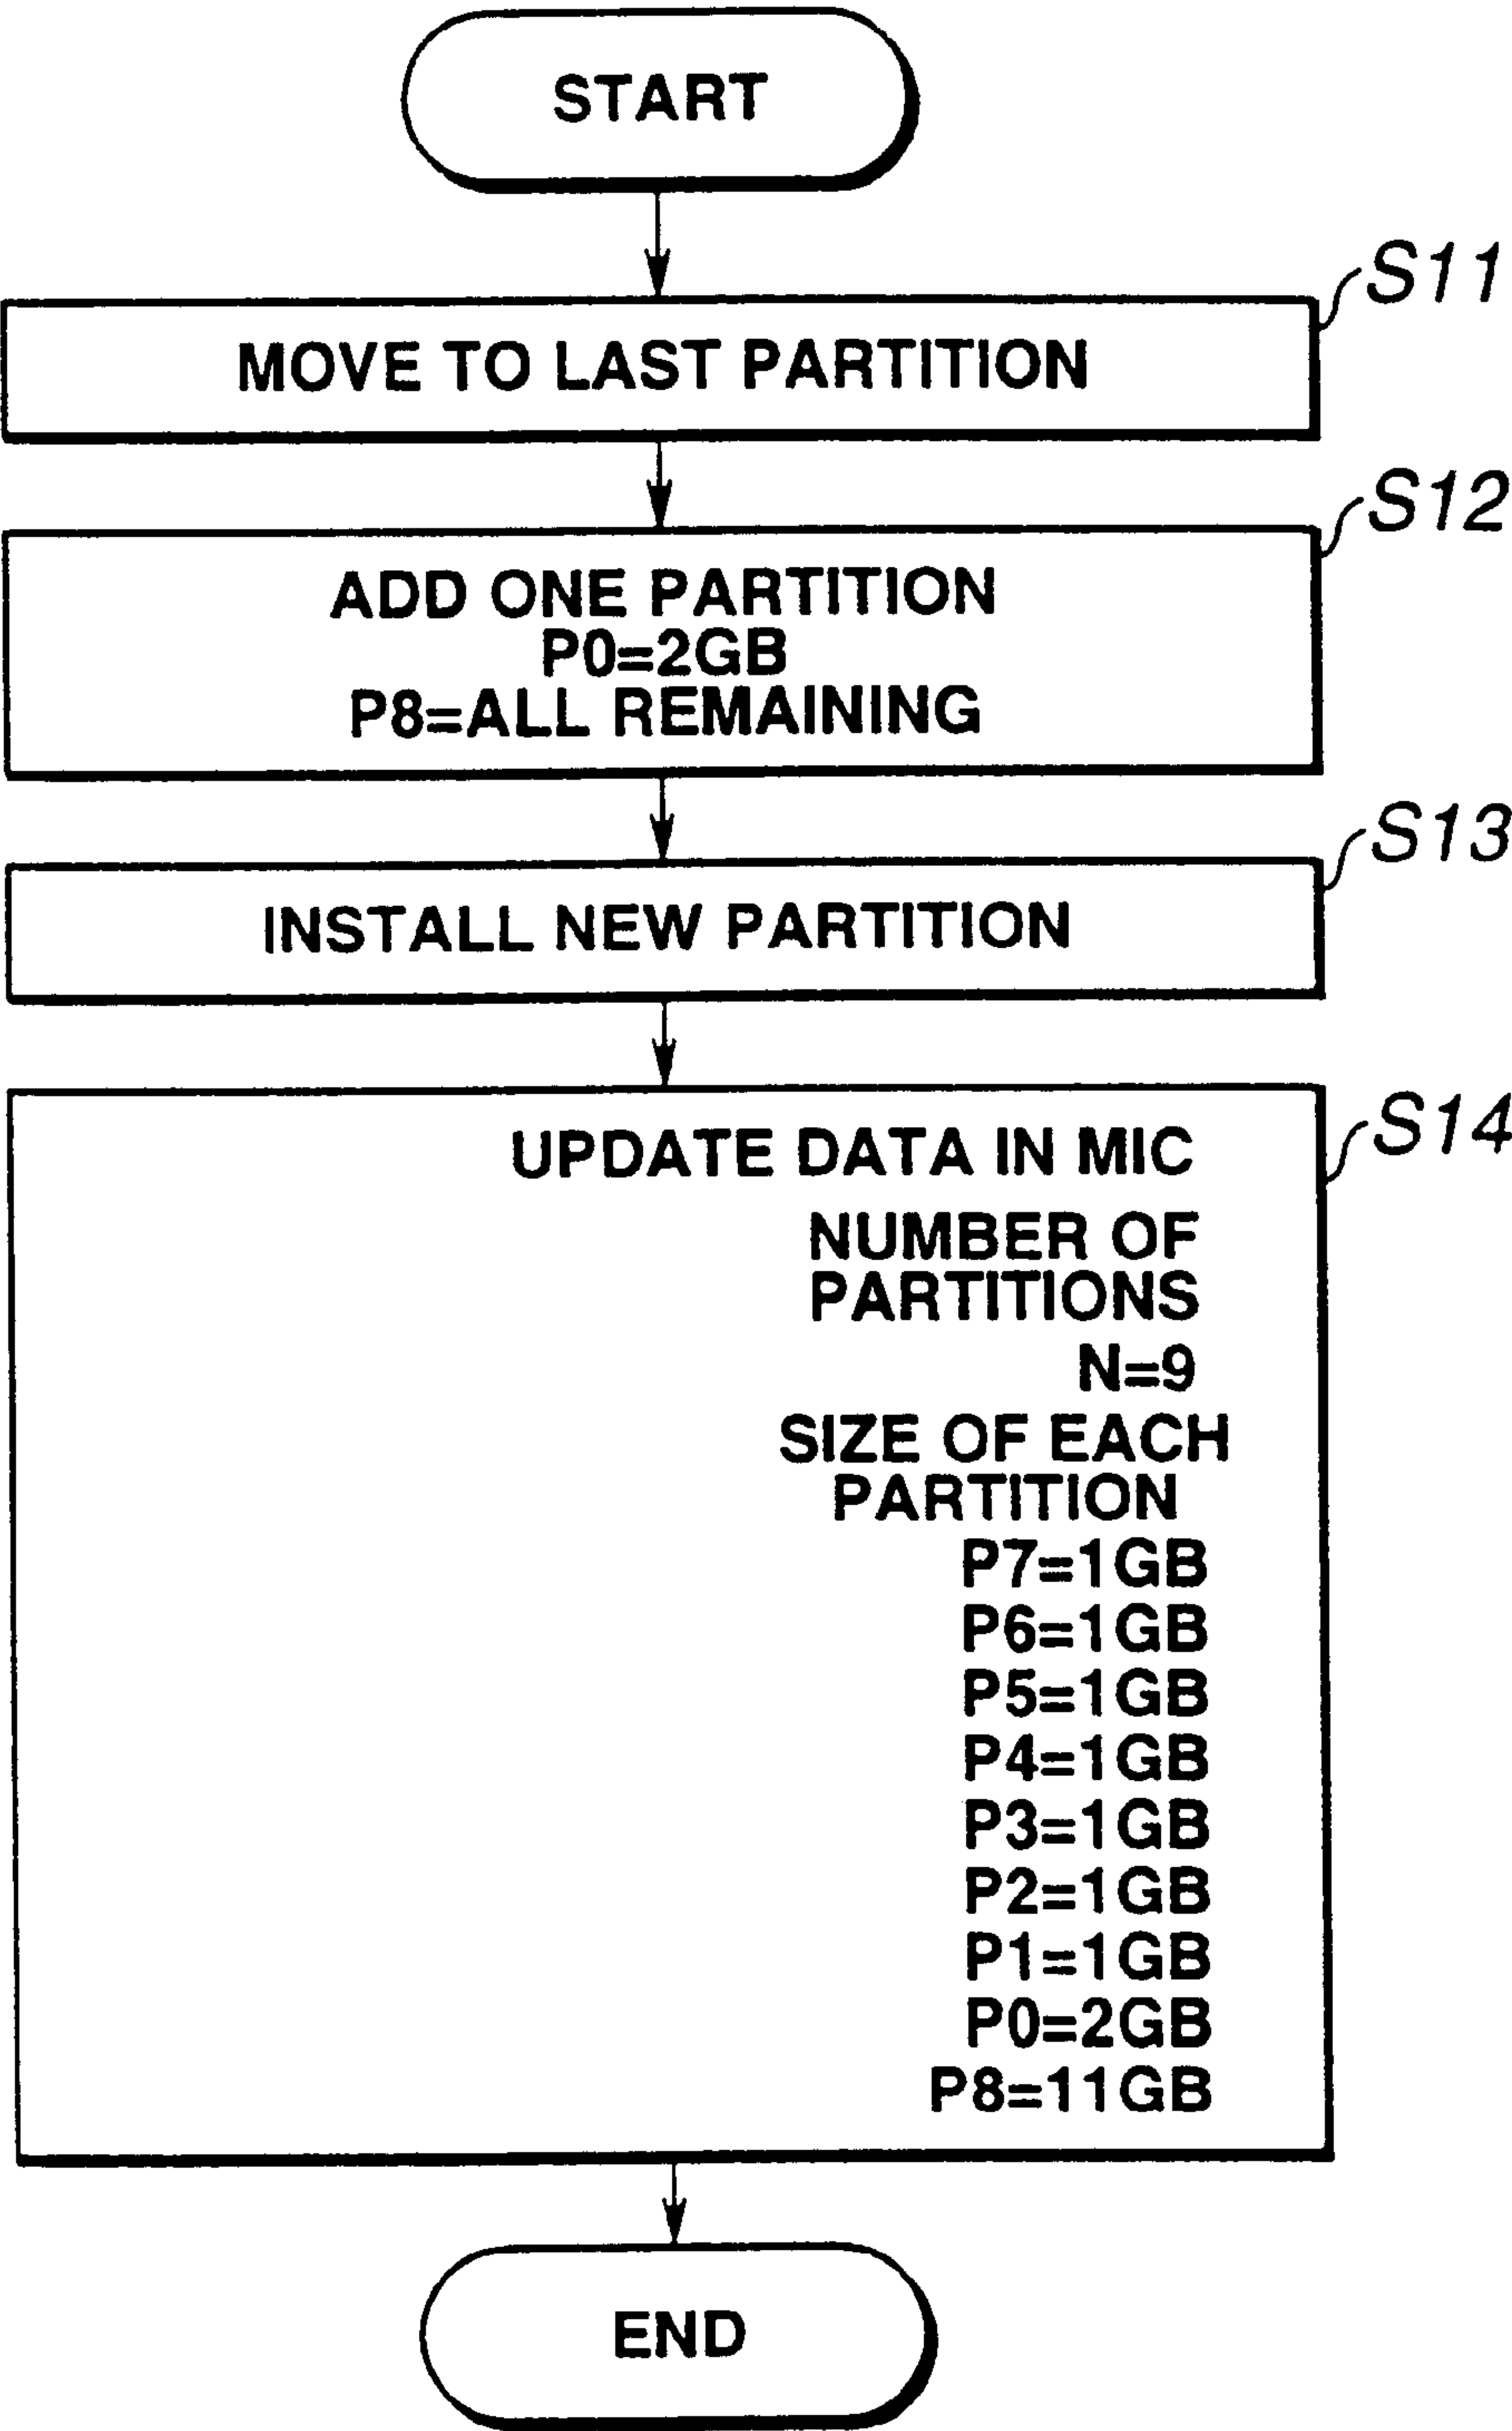 START
S11
MOVE TO LAST PARTITION
S12
ADD ONE PARTITION
P0=2GB
P8=ALL REMAINING
S13
INSTALL NEW PARTITION
S14
UPDATE DATA IN MIC
NUMBER OF
PARTITIONS
N=9
SIZE OF EACH
PARTITION
P7=1GB
P6=1GB
P5=1GB
P4=1GB
P3=1GB
P2=1GB
P1=1GB
P0=2GB
P8=11GB
END